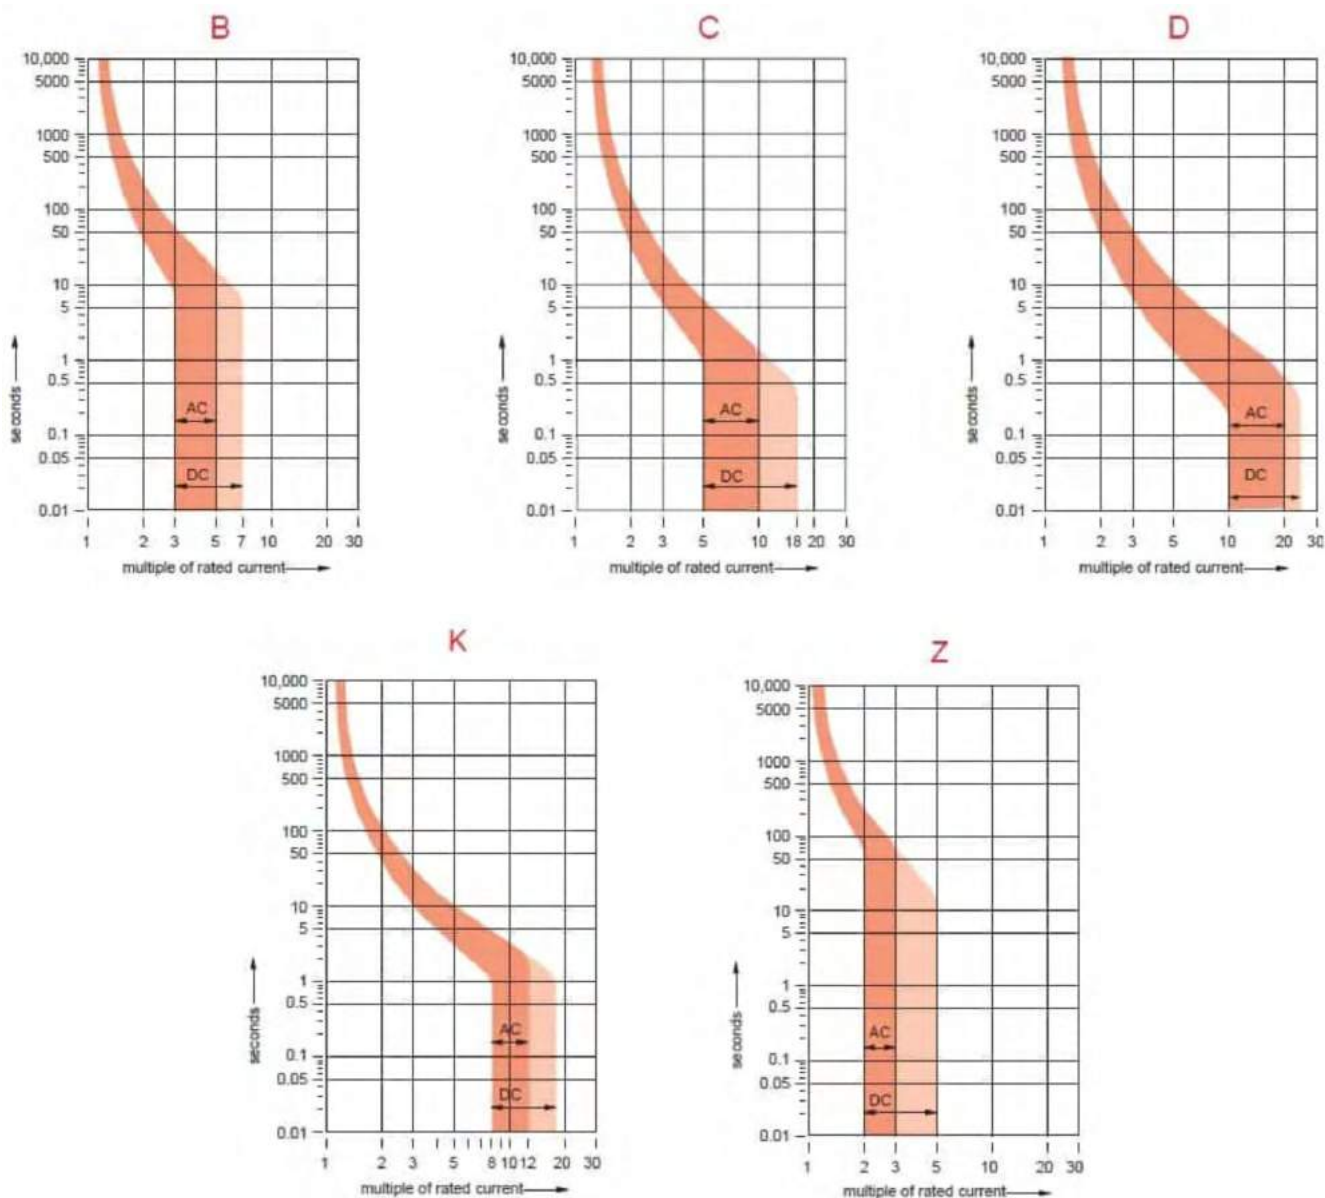 B
10,000
5000
1000
500
100
50
10
5
1
0.5
0.1
0.05
0.01
seconds
AC
DC
1 2 3 5 7 10 20 30
multiple of rated current
C
10,000
5000
1000
500
100
50
10
5
1
0.5
0.1
0.05
0.01
seconds
AC
DC
1 2 3 5 10 18 20 30
multiple of rated current
D
10,000
5000
1000
500
100
50
10
5
1
0.5
0.1
0.05
0.01
seconds
AC
DC
1 2 3 5 10 20 30
multiple of rated current
K
10,000
5000
1000
500
100
50
10
5
1
0.5
0.1
0.05
0.01
seconds
AC
DC
1 2 3 5 8 10 12 20 30
multiple of rated current
Z
10,000
5000
1000
500
100
50
10
5
1
0.5
0.1
0.05
0.01
seconds
AC
DC
1 2 3 5 10 20 30
multiple of rated current